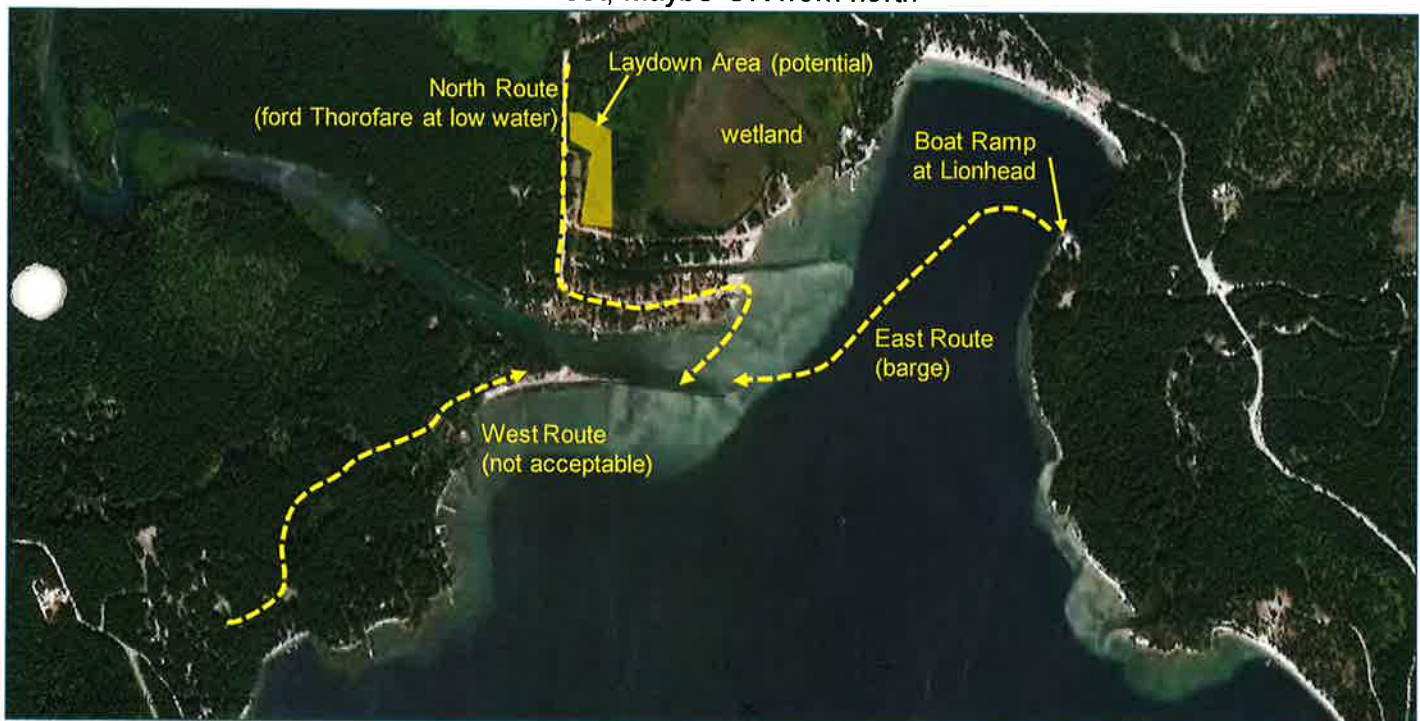 North Route
(ford Thorofare at low water)
Laydown Area (potential)
wetland
Boat Ramp
at Lionhead
East Route
(barge)
West Route
(not acceptable)